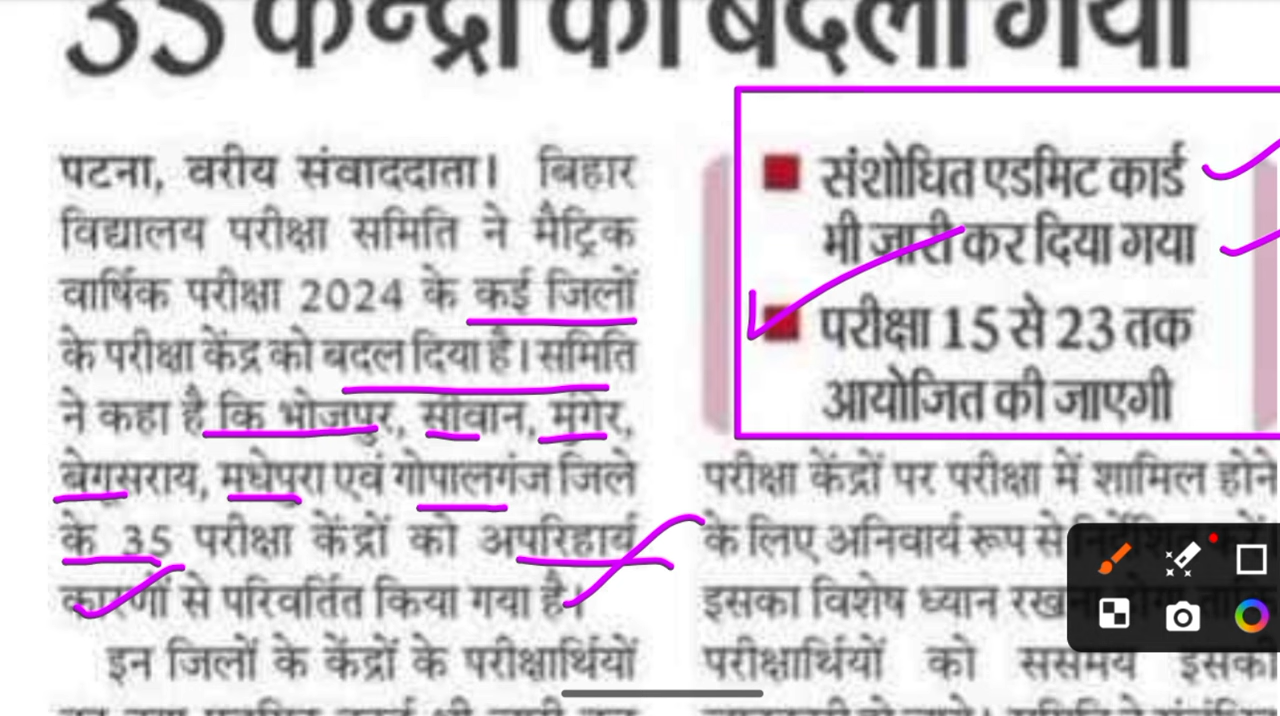 35 केन्द्रों को बदला गया
पटना, वरीय संवाददाता। बिहार
विद्यालय परीक्षा समिति ने मैट्रिक
वार्षिक परीक्षा 2024 के कई जिलों
के परीक्षा केंद्र को बदल दिया है। समिति
ने कहा है कि भोजपुर, सीवान, मुंगेर,
बेगूसराय, मधेपुरा एवं गोपालगंज जिले
के 35 परीक्षा केंद्रों को अपरिहार्य
कारणों से परिवर्तित किया गया है।
इन जिलों के केंद्रों के परीक्षार्थियों
संशोधित एडमिट कार्ड
भी जारी कर दिया गया
परीक्षा 15 से 23 तक
आयोजित की जाएगी
परीक्षा केंद्रों पर परीक्षा में शामिल होने
के लिए अनिवार्य रूप से
इसका विशेष ध्यान
परीक्षार्थियों को ससमय इसकी